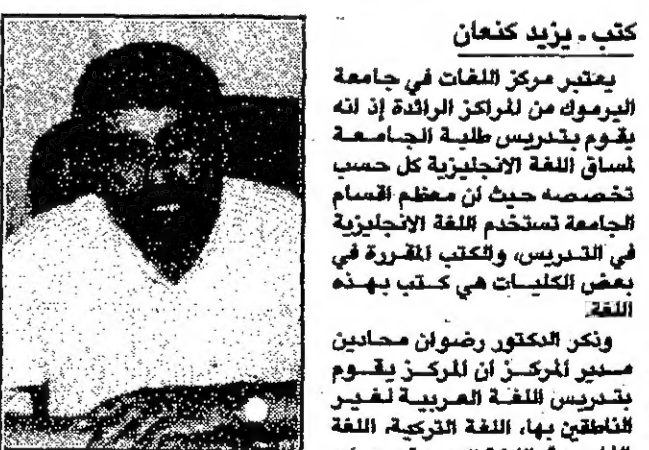 كتب ـ يزيد كنعان
يعتبر مركز اللغات في جامعة
اليرموك من المراكز الرائدة إذ انه
يقوم بتدريس طلبة الجامعة
لمساق اللغة الانجليزية كل حسب
تخصصه حيث أن معظم اقسام
الجامعة تستخدم اللغة الانجليزية
في التدريس، والكتب المقررة في
بعض الكليات هي كتب بهذه
اللغة.
وذكر الدكتور رضوان محادين
مدير المركز ان المركز يقوم
بتدريس اللغة العربية لغير
الناطقين بها، اللغة التركية، اللغة